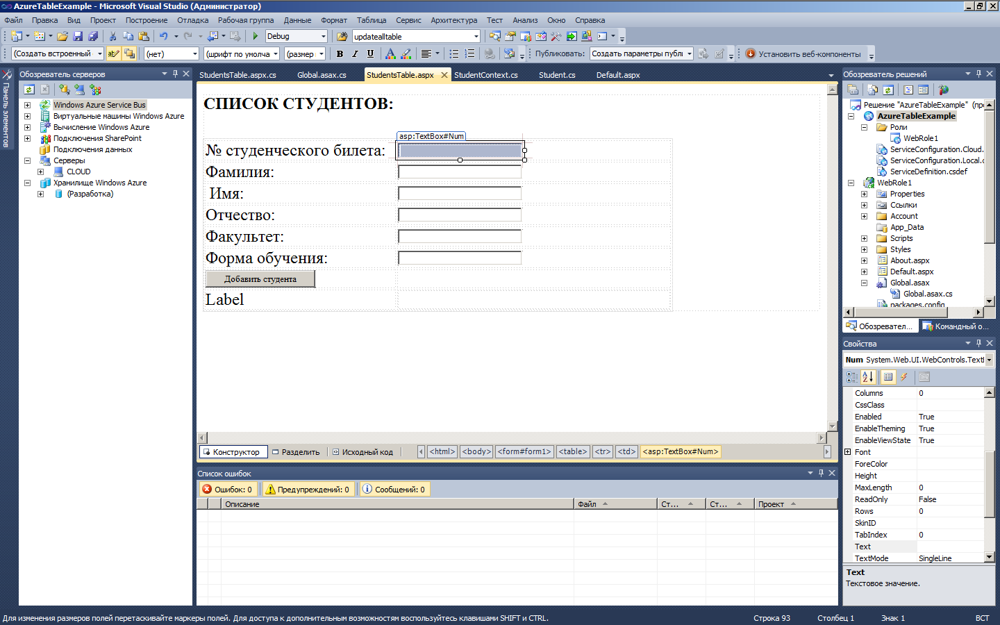 AzureTableExample - Microsoft Visual Studio (Администратор)
Файл Правка Вид Проект Построение Отладка Рабочая группа Данные Формат Таблица Сервис Архитектура Тест Анализ Окно Справка
Debug updatealltable
(Создать встроенный (нет) (шрифт по умолча (размер B I U Публиковать: Создать параметры публ Установить веб-компоненты
Панель элементов
Обозреватель серверов
Windows Azure Service Bus
Виртуальные машины Windows Azure
Вычисление Windows Azure
Подключения SharePoint
Подключения данных
Серверы
CLOUD
Хранилище Windows Azure
(Разработка)
StudentsTable.aspx.cs Global.asax.cs StudentsTable.aspx StudentContext.cs Student.cs Default.aspx
СПИСОК СТУДЕНТОВ:
asp:TextBox#Num
№ студенческого билета:
Фамилия:
Имя:
Отчество:
Факультет:
Форма обучения:
Добавить студента
Label
Конструктор Разделить Исходный код <html> <body> <form#form1> <table> <tr> <td> <asp:TextBox#Num>
Список ошибок
Ошибок: 0 Предупреждений: 0 Сообщений: 0
Описание Файл Ст... Ст... Проект
Обозреватель решений
Решение "AzureTableExample" (пр
AzureTableExample
Роли
WebRole1
ServiceConfiguration.Cloud.
ServiceConfiguration.Local.c
ServiceDefinition.csdef
WebRole1
Properties
Ссылки
Account
App_Data
Scripts
Styles
About.aspx
Default.aspx
Global.asax
Global.asax.cs
packages.config
Обозревател... Командный о...
Свойства
Num System.Web.UI.WebControls.Text
Columns 0
CssClass
Enabled True
EnableTheming True
EnableViewState True
Font
ForeColor
Height
MaxLength 0
ReadOnly False
Rows 0
SkinID
TabIndex 0
Text
TextMode SingleLine
Text
Текстовое значение.
Для изменения размеров полей перетаскивайте маркеры полей. Для доступа к дополнительным возможностям воспользуйтесь клавишами SHIFT и CTRL. Строка 93 Столбец 1 Знак 1 ВСТ